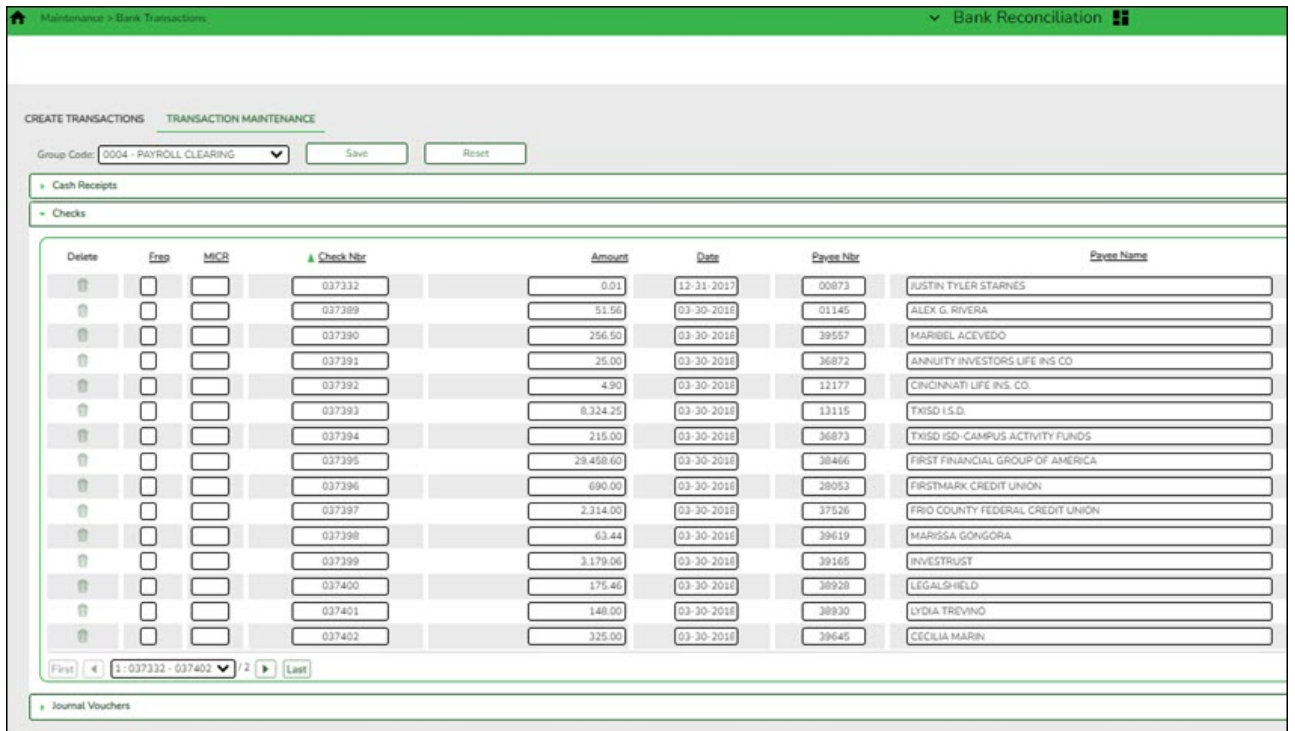 Maintenance > Bank Transactions Bank Reconciliation
CREATE TRANSACTIONS TRANSACTION MAINTENANCE
Group Code: 0004 - PAYROLL CLEARING Save Reset
Cash Receipts
Checks
Delete Freq MICR Check Nbr Amount Date Payee Nbr Payee Name
037332 0.01 12-31-2017 00873 JUSTIN TYLER STARNES
037389 51.56 03-30-2018 01145 ALEX G. RIVERA
037390 256.50 03-30-2018 39557 MARIBEL ACEVEDO
037391 25.00 03-30-2018 36872 ANNUITY INVESTORS LIFE INS CO
037392 4.90 03-30-2018 12177 CINCINNATI LIFE INS. CO.
037393 8,324.25 03-30-2018 13115 TXISD I.S.D.
037394 215.00 03-30-2018 36873 TXISD ISD-CAMPUS ACTIVITY FUNDS
037395 29,458.60 03-30-2018 38466 FIRST FINANCIAL GROUP OF AMERICA
037396 690.00 03-30-2018 28053 FIRSTMARK CREDIT UNION
037397 2,314.00 03-30-2018 37526 FRIO COUNTY FEDERAL CREDIT UNION
037398 63.44 03-30-2018 39619 MARISSA GONGORA
037399 3,179.06 03-30-2018 39165 INVESTRUST
037400 175.46 03-30-2018 38928 LEGALSHIELD
037401 148.00 03-30-2018 38930 LYDIA TREVINO
037402 325.00 03-30-2018 39645 CECILIA MARIN
First 1 : 037332 - 037402 / 2 Last
Journal Vouchers